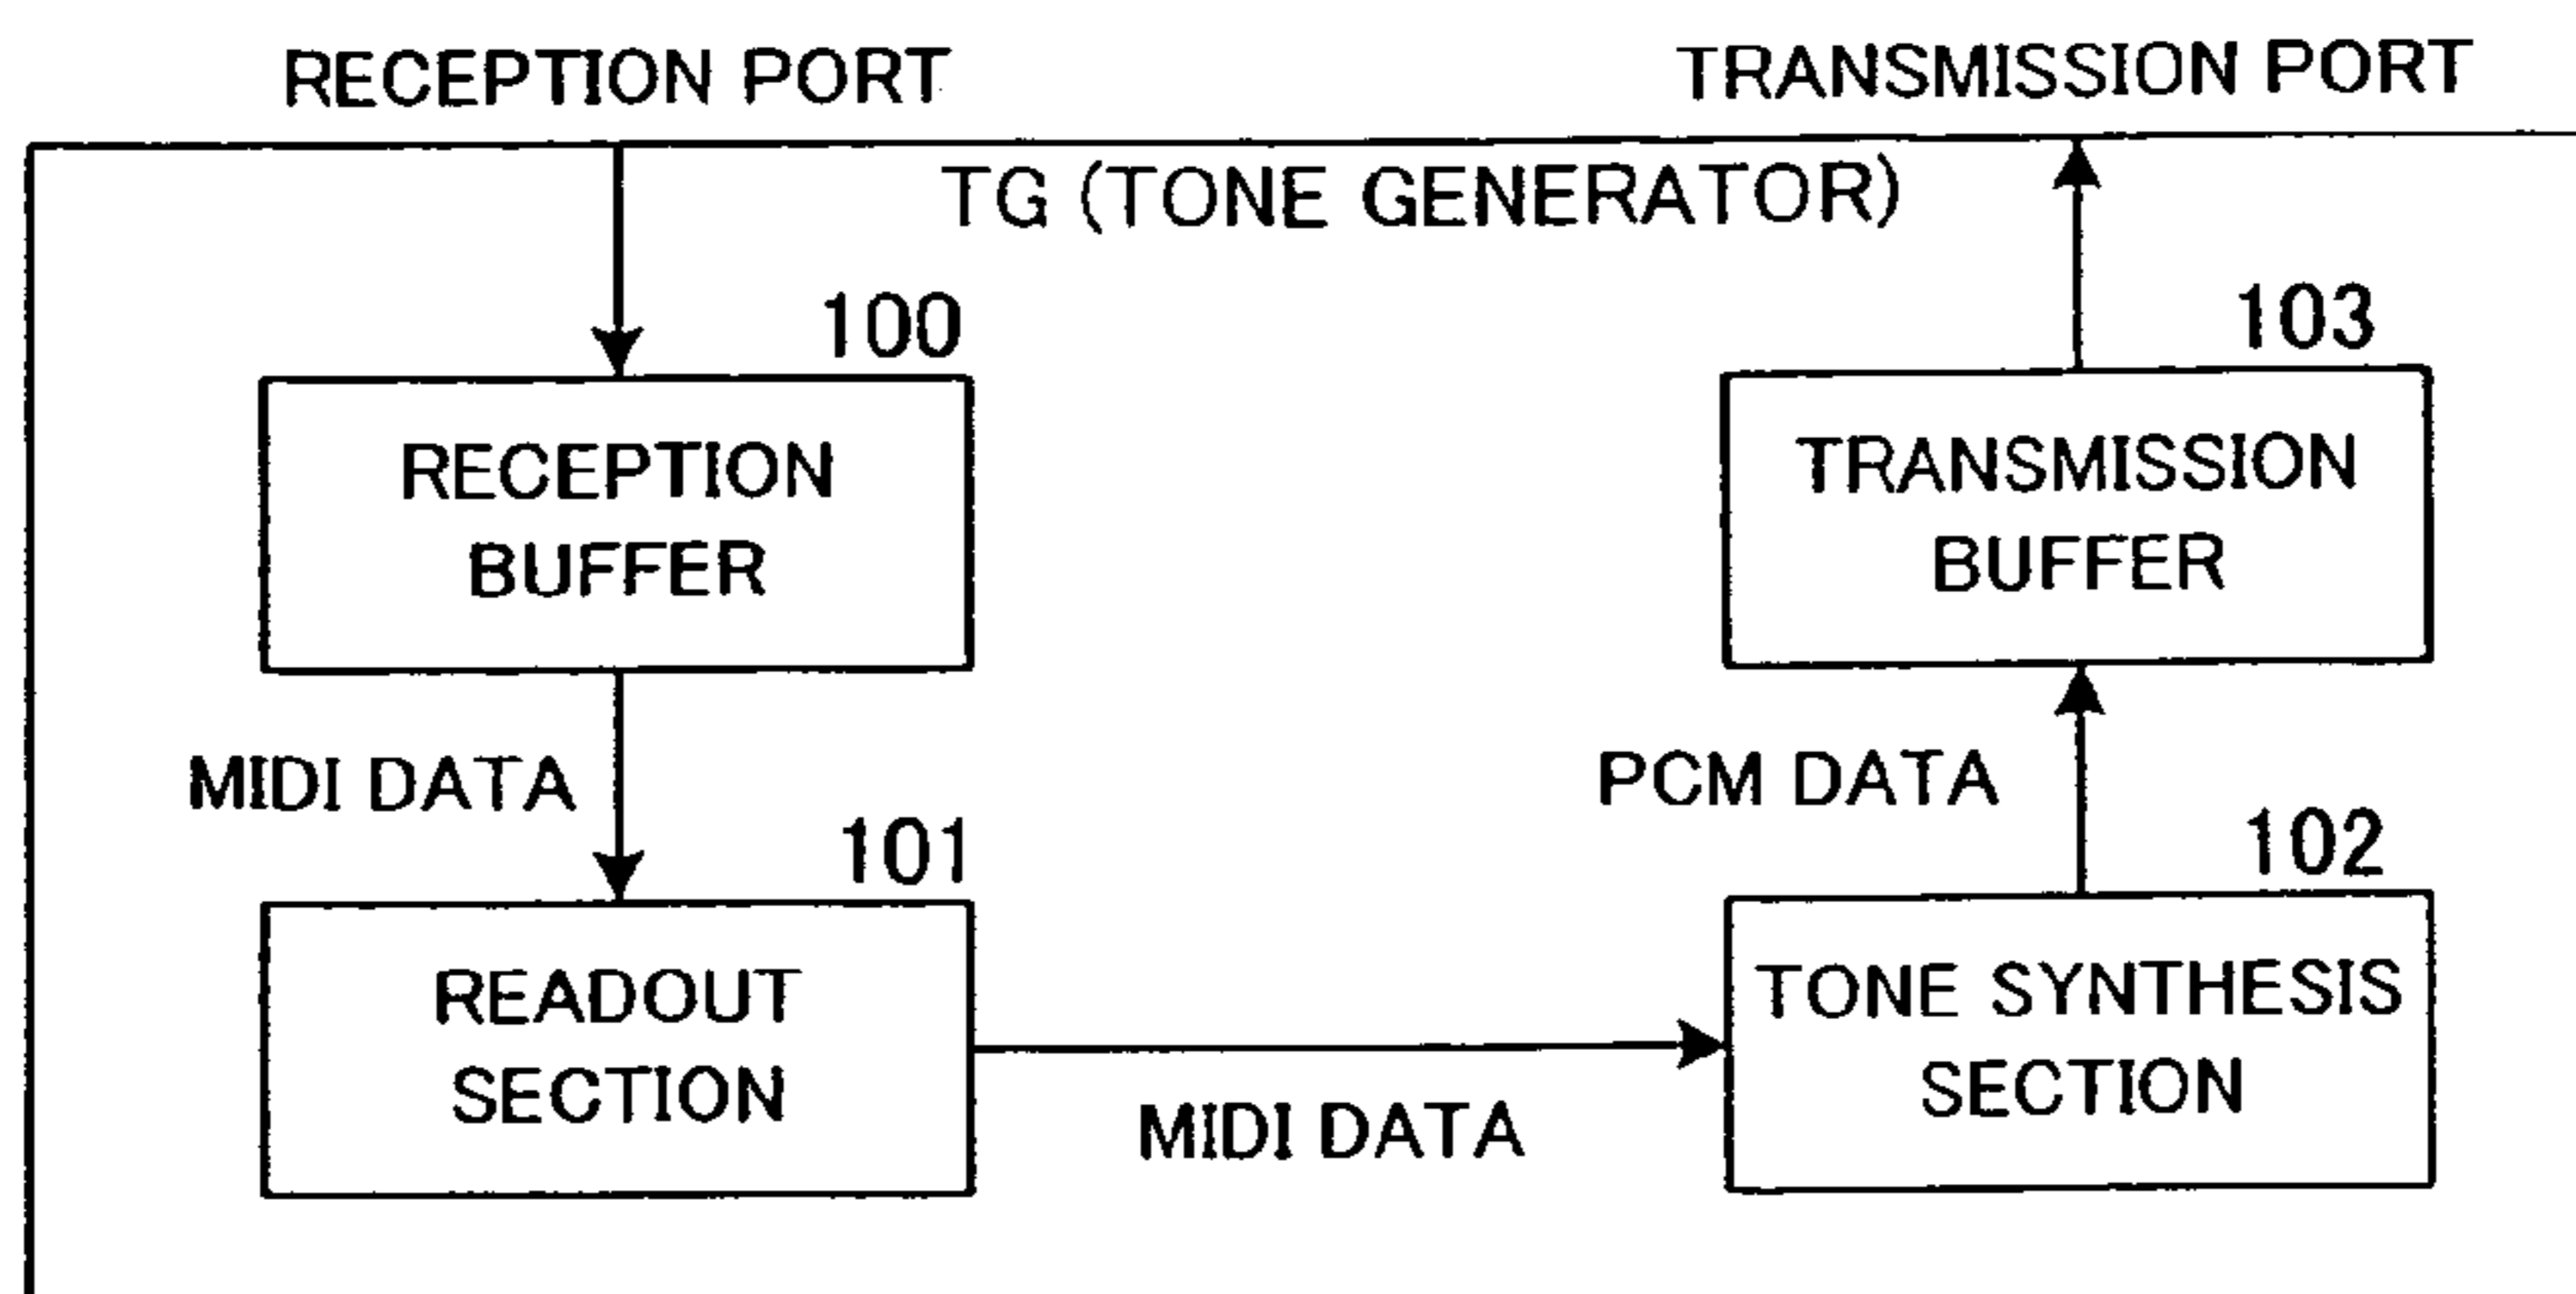 RECEPTION PORT
TRANSMISSION PORT
TG (TONE GENERATOR)
100
RECEPTION
BUFFER
103
TRANSMISSION
BUFFER
MIDI DATA
PCM DATA
101
READOUT
SECTION
102
TONE SYNTHESIS
SECTION
MIDI DATA